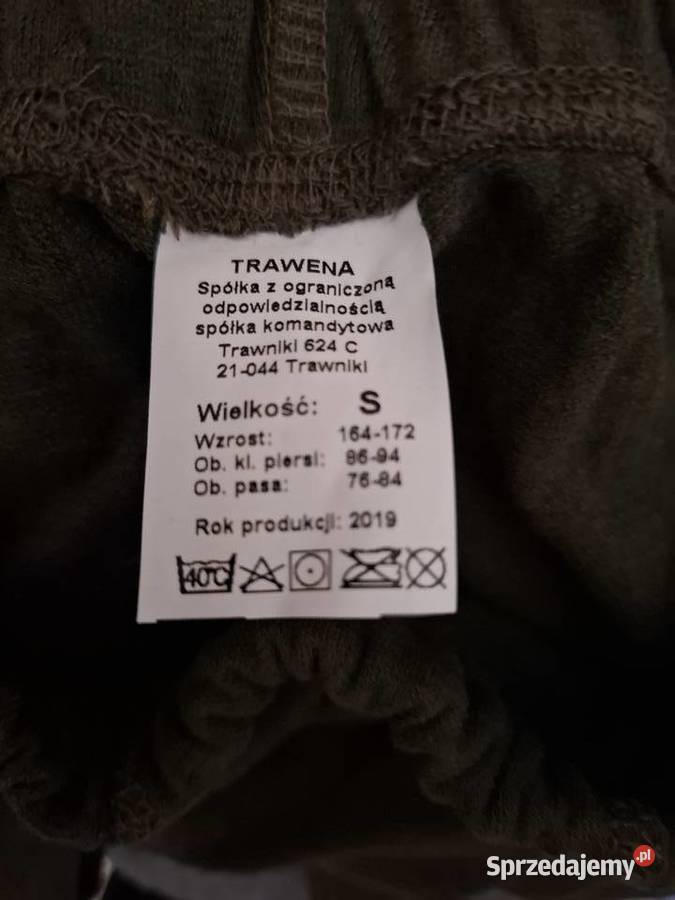 TRAWENA
Spółka z ograniczoną
odpowiedzialnością
spółka komandytowa
Trawniki 624 C
21-044 Trawniki
Wielkość: S
Wzrost: 164-172
Ob. kl. piersi: 86-94
Ob. pasa: 76-84
Rok produkcji: 2019
40°C
Sprzedajemy.pl